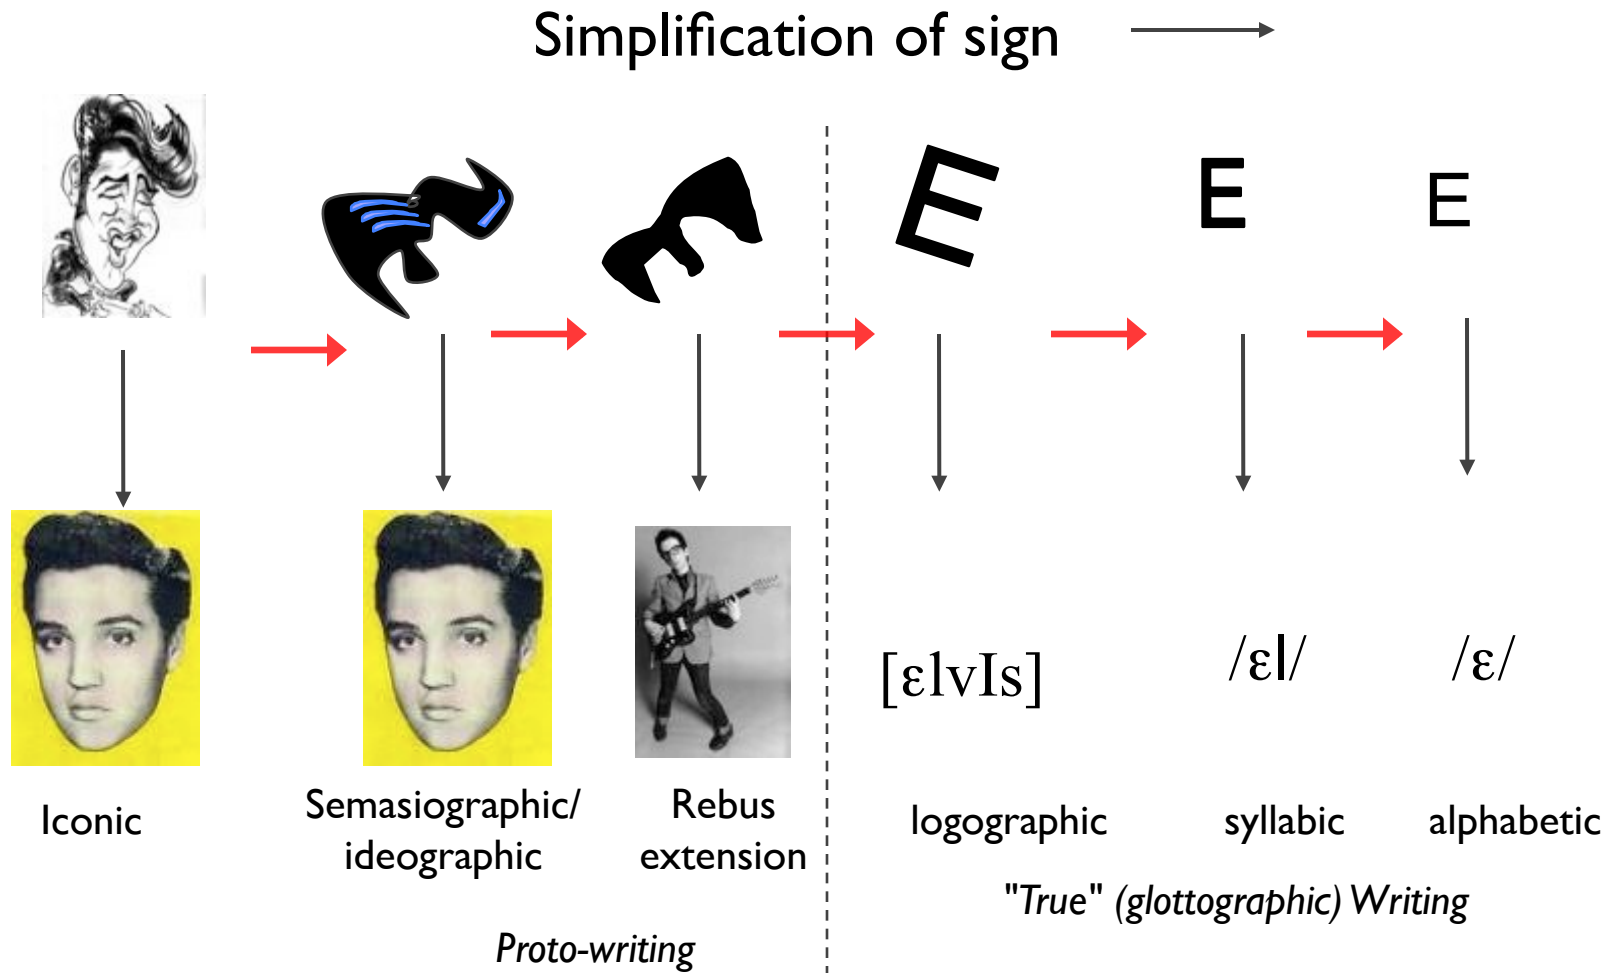 Simplification of sign
E
E
E
[ɛlvIs]
/ɛl/
/ɛ/
Iconic
Semasiographic/
ideographic
Rebus
extension
logographic
syllabic
alphabetic
"True" (glottographic) Writing
Proto-writing